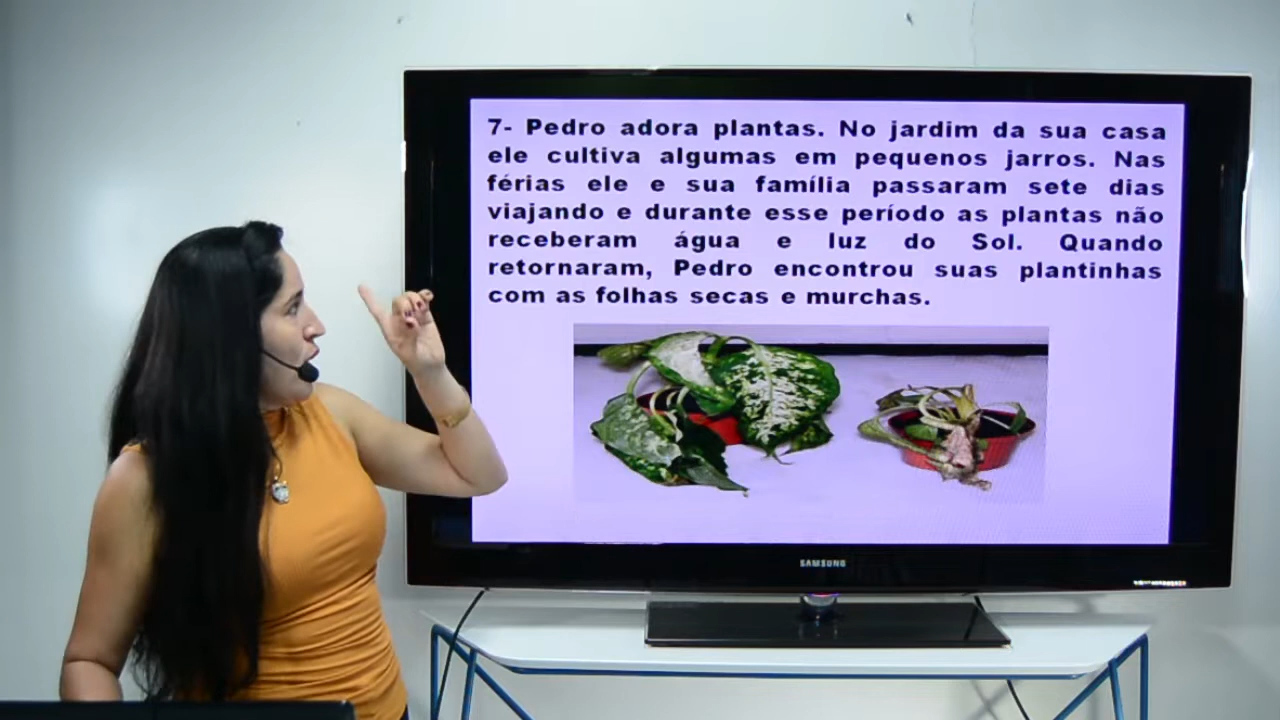 7- Pedro adora plantas. No jardim da sua casa
ele cultiva algumas em pequenos jarros. Nas
férias ele e sua família passaram sete dias
viajando e durante esse período as plantas não
receberam água e luz do Sol. Quando
retornaram, Pedro encontrou suas plantinhas
com as folhas secas e murchas.
SAMSUNG